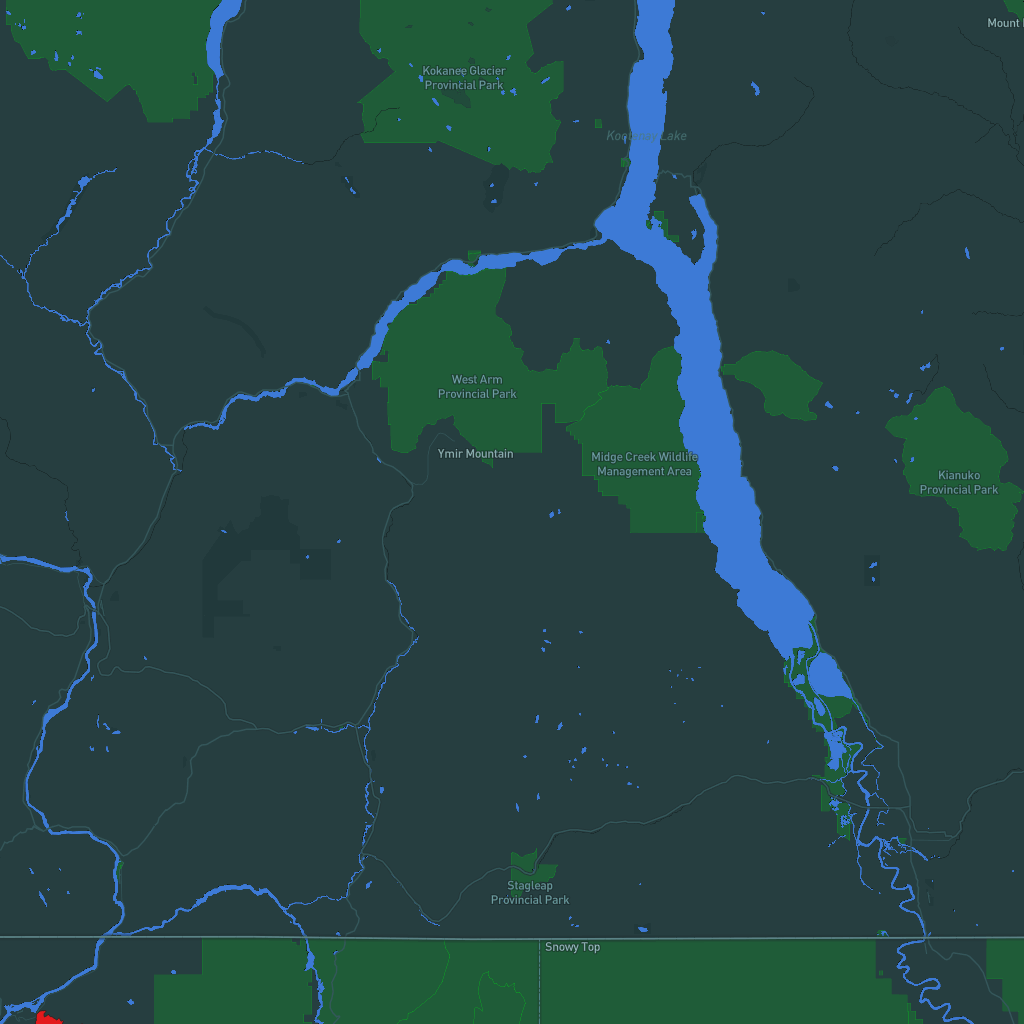 Mount
Kokanee Glacier
Provincial Park
Kootenay Lake
West Arm
Provincial Park
Ymir Mountain
Midge Creek Wildlife
Management Area
Kianuko
Provincial Park
Stagleap
Provincial Park
Snowy Top